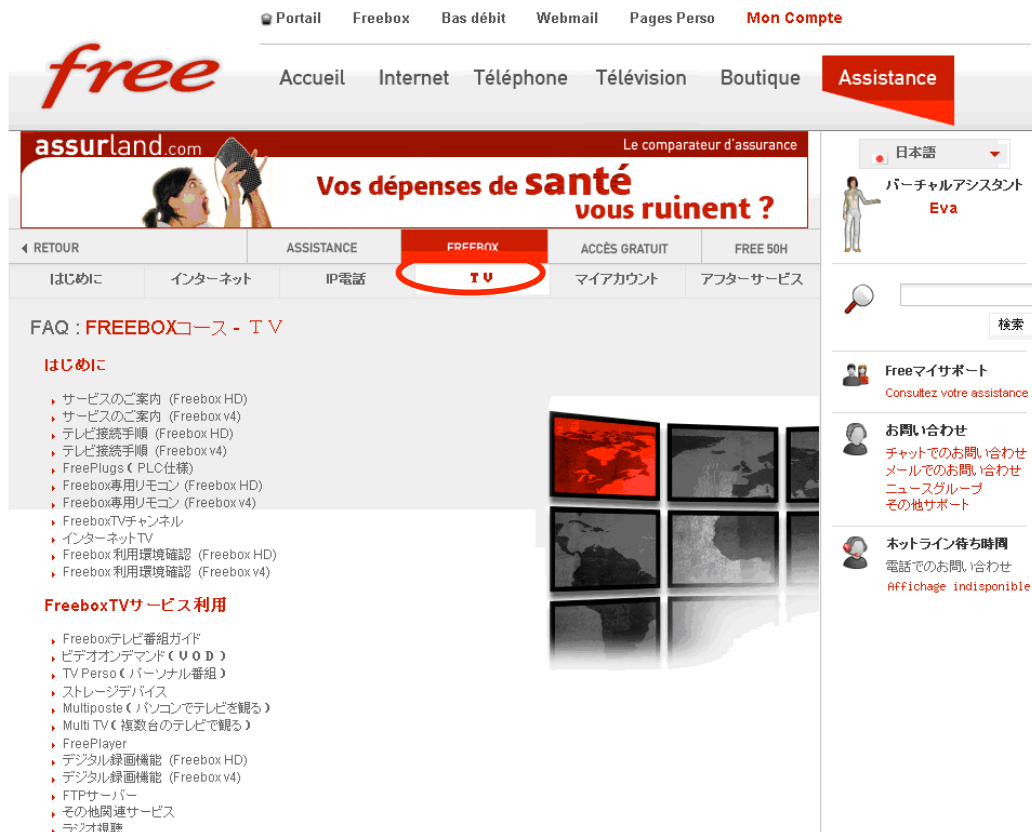 Portail Freebox Bas débit Webmail Pages Perso Mon Compte
free
Accueil Internet Téléphone Télévision Boutique Assistance
assurland.com
Le comparateur d'assurance
Vos dépenses de santé
vous ruinent ?
日本語
バーチャルアシスタント
Eva
RETOUR ASSISTANCE FREEBOX ACCÈS GRATUIT FREE 50H
はじめに インターネット IP電話 TV マイアカウント アフターサービス
検索
FAQ : FREEBOXコース - TV
はじめに
サービスのご案内 (Freebox HD)
サービスのご案内 (Freebox v4)
テレビ接続手順 (Freebox HD)
テレビ接続手順 (Freebox v4)
FreePlugs ( PLC仕様)
Freebox専用リモコン (Freebox HD)
Freebox専用リモコン (Freebox v4)
FreeboxTVチャンネル
インターネットTV
Freebox 利用環境確認 (Freebox HD)
Freebox 利用環境確認 (Freebox v4)
FreeboxTVサービス利用
Freeboxテレビ番組ガイド
ビデオオンデマンド ( VOD )
TV Perso ( パーソナル番組 )
ストレージデバイス
Multiposte ( パソコンでテレビを観る )
Multi TV ( 複数台のテレビで観る )
FreePlayer
デジタル録画機能 (Freebox HD)
デジタル録画機能 (Freebox v4)
FTPサーバー
その他関連サービス
ラジオ視聴
Freeマイサポート
Consultez votre assistance
お問い合わせ
チャットでのお問い合わせ
メールでのお問い合わせ
ニュースグループ
その他サポート
ホットライン待ち時間
電話でのお問い合わせ
Affichage indisponible